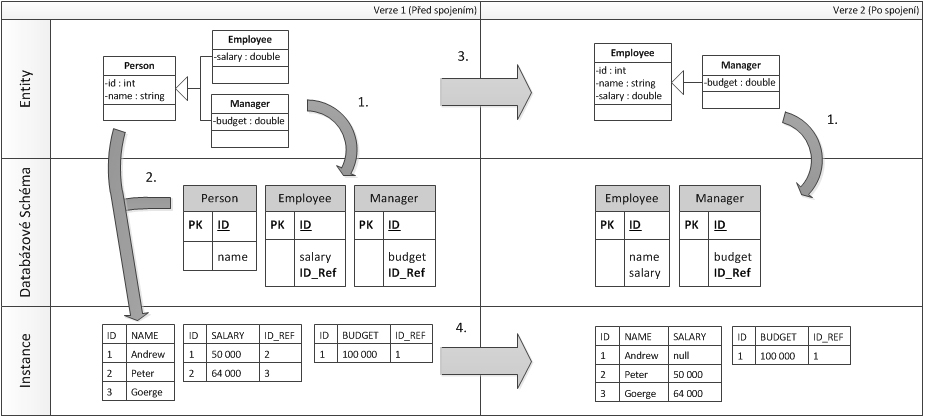 Verze 1 (Před spojením)
Verze 2 (Po spojení)
Entity
Person
-id : int
-name : string
Employee
-salary : double
Manager
-budget : double
1.
3.
Employee
-id : int
-name : string
-salary : double
Manager
-budget : double
1.
Databázové Schéma
2.
Person
PK ID
name
Employee
PK ID
salary
ID_Ref
Manager
PK ID
budget
ID_Ref
Employee
PK ID
name
salary
Manager
PK ID
budget
ID_Ref
Instance
ID NAME
1 Andrew
2 Peter
3 Goerge
ID SALARY ID_REF
1 50 000 2
2 64 000 3
ID BUDGET ID_REF
1 100 000 1
4.
ID NAME SALARY
1 Andrew null
2 Peter 50 000
3 Goerge 64 000
ID BUDGET ID_REF
1 100 000 1